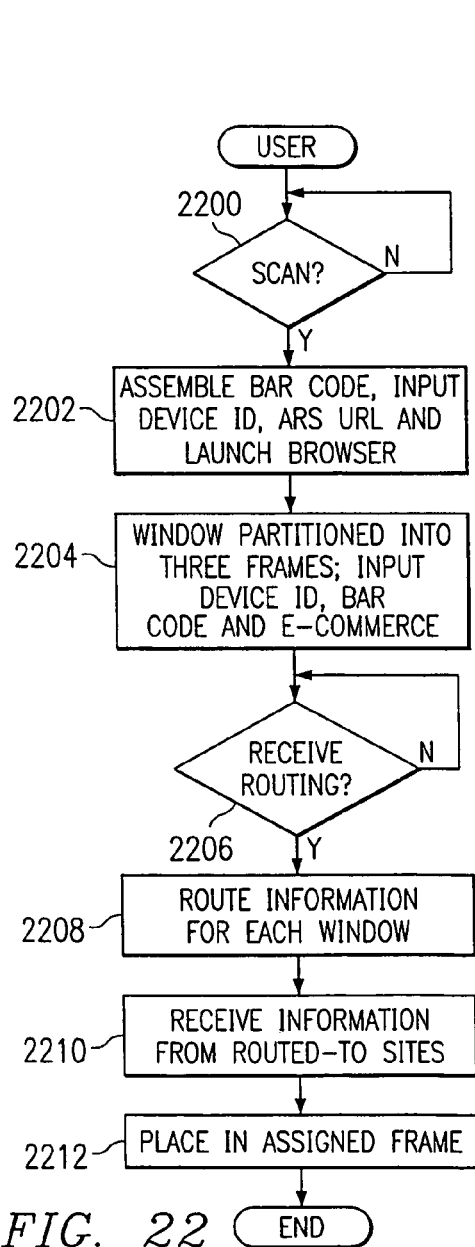 USER
2200
SCAN?
N
Y
2202
ASSEMBLE BAR CODE, INPUT
DEVICE ID, ARS URL AND
LAUNCH BROWSER
2204
WINDOW PARTITIONED INTO
THREE FRAMES; INPUT
DEVICE ID, BAR
CODE AND E-COMMERCE
RECEIVE
ROUTING?
N
2206
Y
2208
ROUTE INFORMATION
FOR EACH WINDOW
2210
RECEIVE INFORMATION
FROM ROUTED-TO SITES
2212
PLACE IN ASSIGNED FRAME
FIG. 22
END